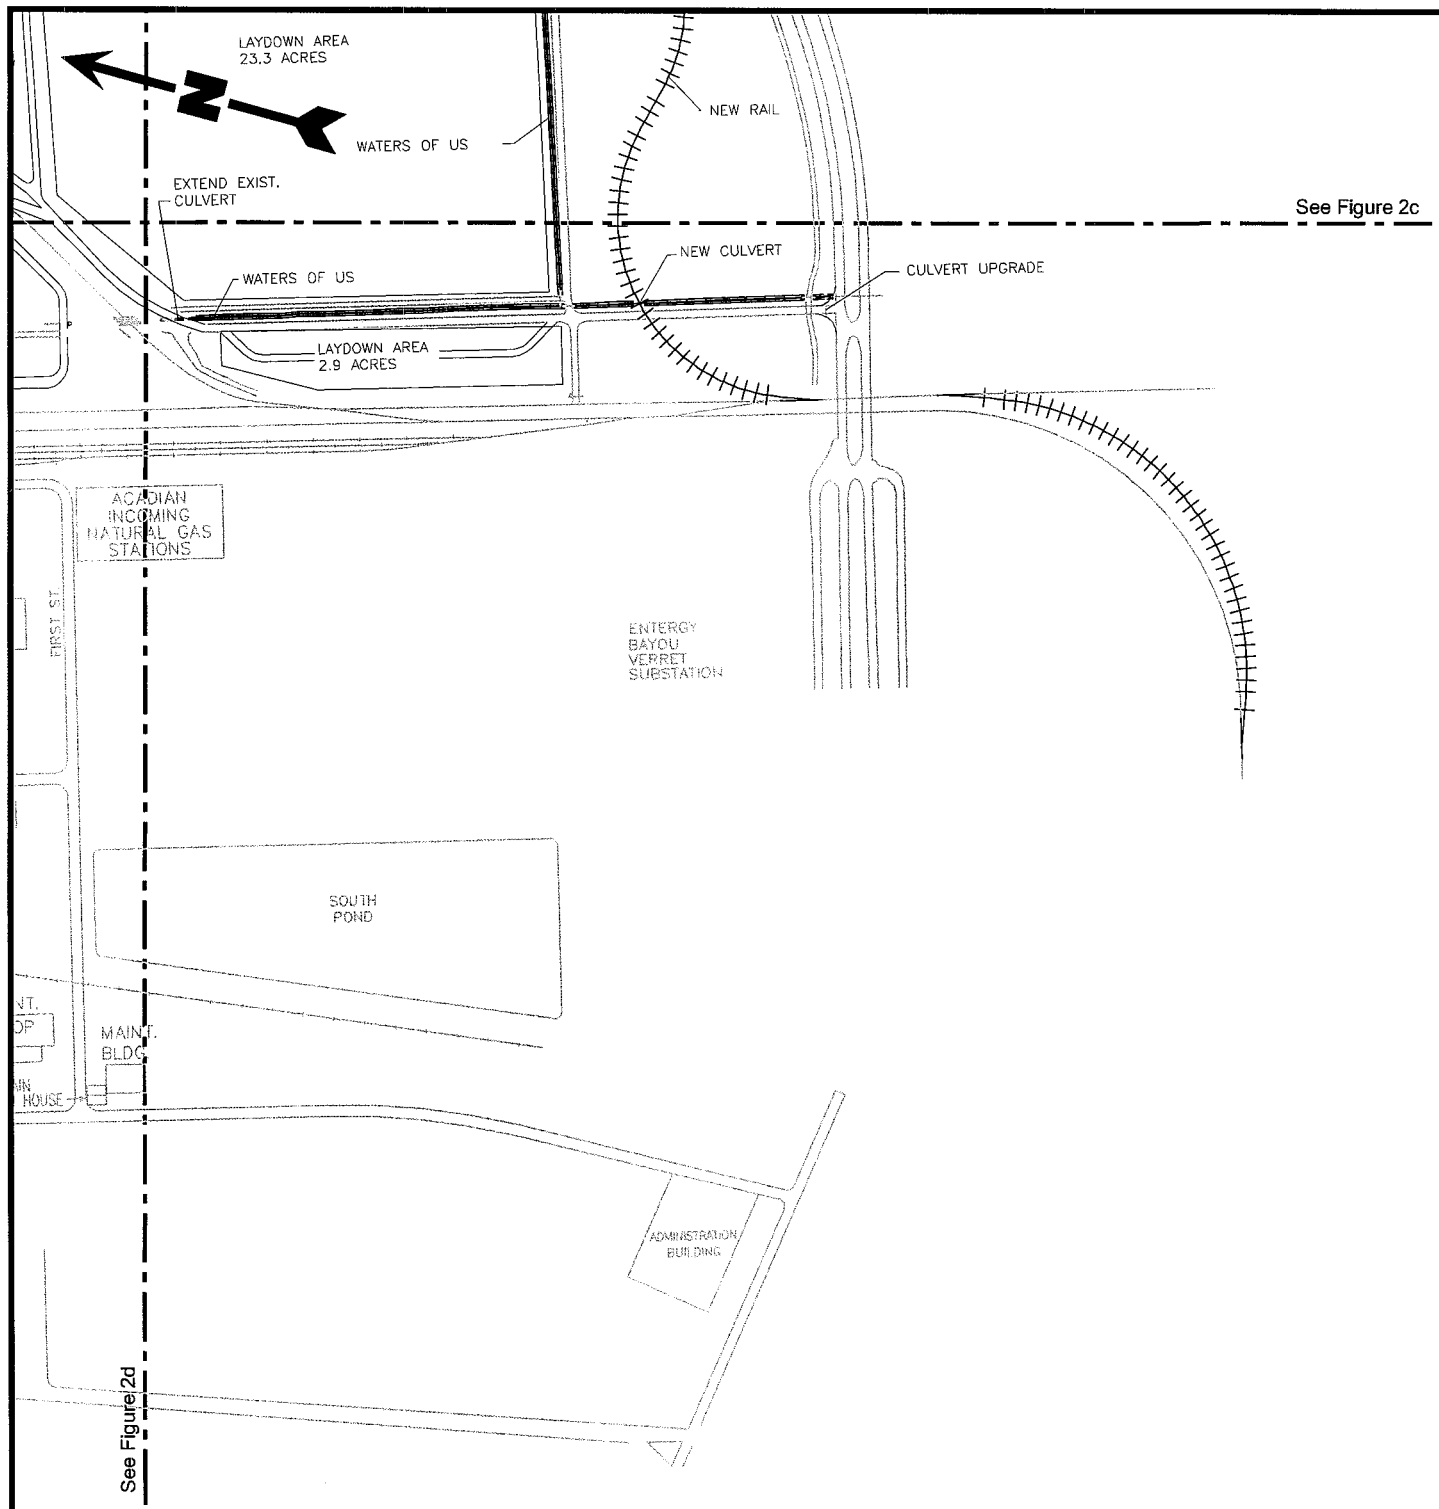 LAYDOWN AREA
23.3 ACRES
N
NEW RAIL
WATERS OF US
EXTEND EXIST.
CULVERT
See Figure 2c
NEW CULVERT
CULVERT UPGRADE
WATERS OF US
LAYDOWN AREA
2.9 ACRES
ACADIAN
INCOMING
NATURAL GAS
STATIONS
FIRST ST.
ENTERGY
BAYOU
VERRET
SUBSTATION
SOUTH
POND
NT.
OP
MAINT.
BLDG
HOUSE
ADMINISTRATION
BUILDING
See Figure 2d